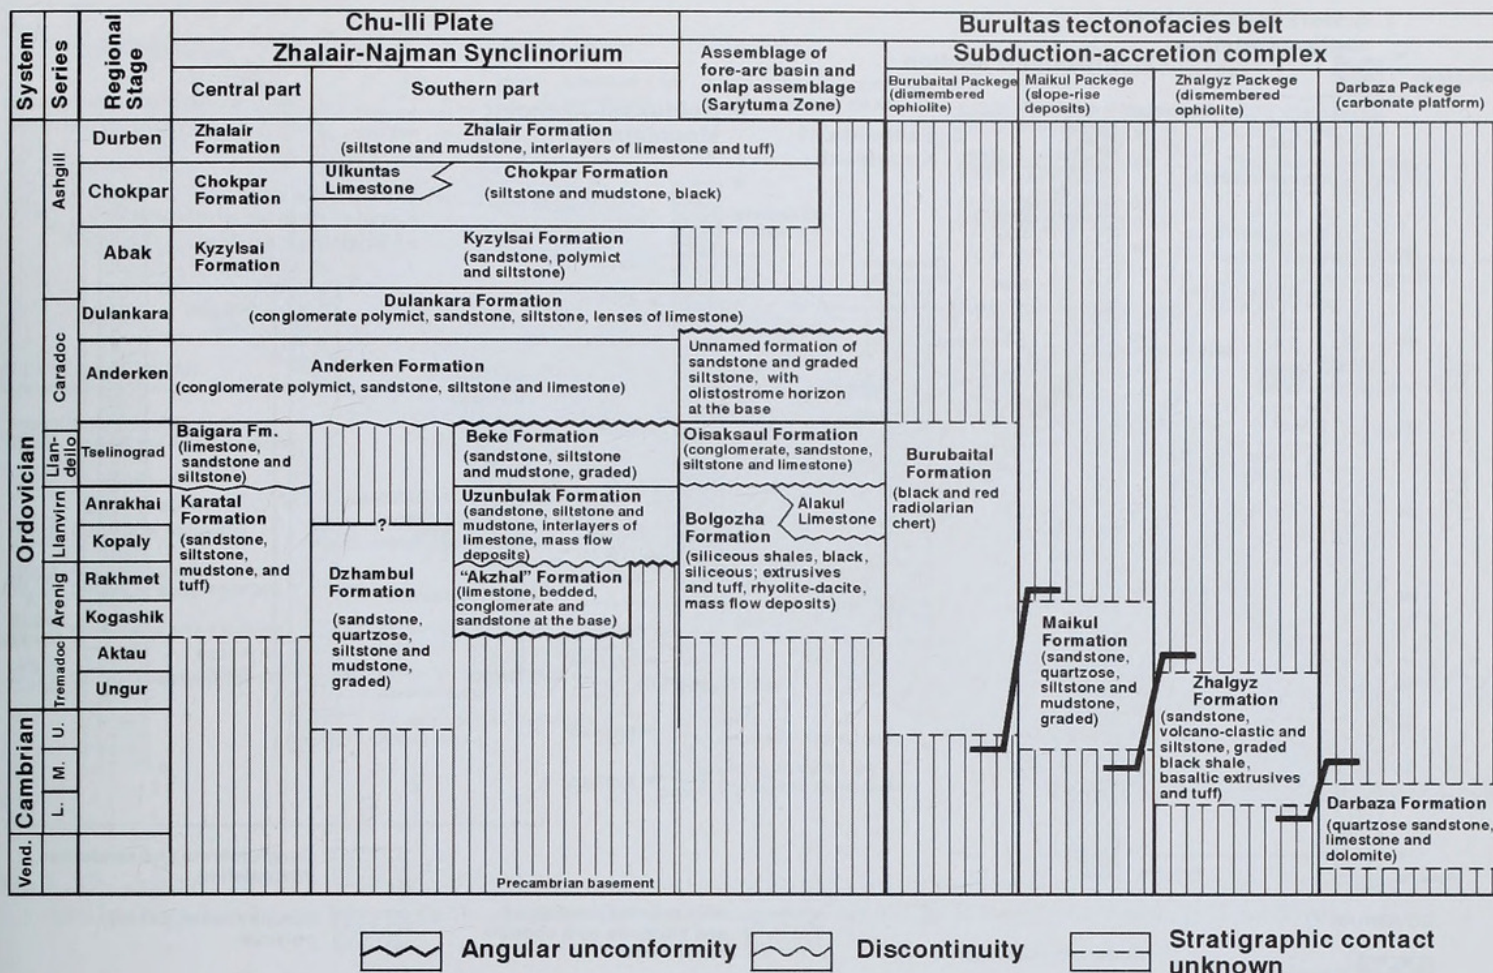 System
Series
Regional
Stage
Chu-Ili Plate
Burultas tectonofacies belt
Zhalair-Najman Synclinorium
Assemblage of
fore-arc basin and
onlap assemblage
(Sarytuma Zone)
Subduction-accretion complex
Central part
Southern part
Burubaital Packege
(dismembered
ophiolite)
Maikul Packege
(slope-rise
deposits)
Zhalgyz Packege
(dismembered
ophiolite)
Darbaza Packege
(carbonate platform)
Ordovician
Cambrian
Vend.
Ashgill
Caradoc
Llan-
deilo
Llanvirn
Arenig
Tremadoc
U.
M.
L.
Durben
Chokpar
Abak
Dulankara
Anderken
Tselinograd
Anrakhai
Kopaly
Rakhmet
Kogashik
Aktau
Ungur
Zhalair
Formation
Zhalair Formation
(siltstone and mudstone, interlayers of limestone and tuff)
Chokpar
Formation
Ulkuntas
Limestone
Chokpar Formation
(siltstone and mudstone, black)
Kyzylsai
Formation
Kyzylsai Formation
(sandstone, polymict
and siltstone)
Dulankara Formation
(conglomerate polymict, sandstone, siltstone, lenses of limestone)
Anderken Formation
(conglomerate polymict, sandstone, siltstone and limestone)
Unnamed formation of
sandstone and graded
siltstone, with
olistostrome horizon
at the base
Baigara Fm.
(limestone,
sandstone and
siltstone)
Beke Formation
(sandstone, siltstone
and mudstone, graded)
Oisaksaul Formation
(conglomerate, sandstone,
siltstone and limestone)
Burubaital
Formation
(black and red
radiolarian
chert)
Karatal
Formation
(sandstone,
siltstone,
mudstone, and
tuff)
?
Dzhambul
Formation
(sandstone,
quartzose,
siltstone and
mudstone,
graded)
Uzunbulak Formation
(sandstone, siltstone and
mudstone, interlayers of
limestone, mass flow
deposits)
"Akzhal" Formation
(limestone, bedded,
conglomerate and
sandstone at the base)
Bolgozha
Formation
(siliceous shales, black,
siliceous; extrusives
and tuff, rhyolite-dacite,
mass flow deposits)
Alakul
Limestone
Maikul
Formation
(sandstone,
quartzose,
siltstone and
mudstone,
graded)
Zhalgyz
Formation
(sandstone,
volcano-clastic and
siltstone, graded
black shale,
basaltic extrusives
and tuff)
Darbaza Formation
(quartzose sandstone,
limestone and
dolomite)
Precambrian basement
Angular unconformity
Discontinuity
Stratigraphic contact
unknown